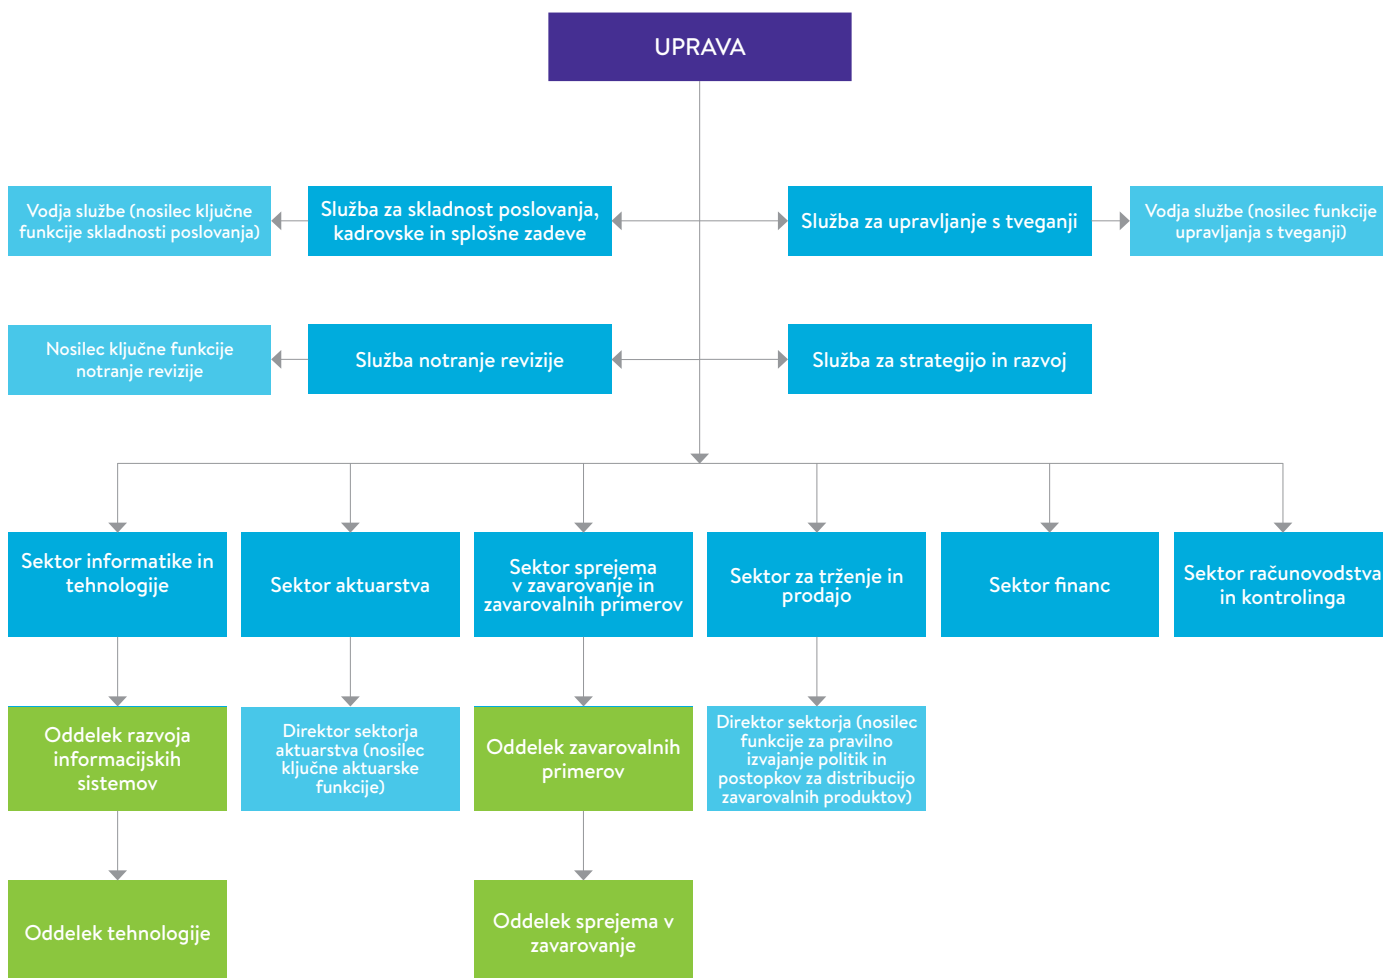 UPRAVA
Vodja službe (nosilec ključne
funkcije skladnosti poslovanja)
Služba za skladnost poslovanja,
kadrovske in splošne zadeve
Služba za upravljanje s tveganji
Vodja službe (nosilec funkcije
upravljanja s tveganji)
Nosilec ključne funkcije
notranje revizije
Služba notranje revizije
Služba za strategijo in razvoj
Sektor informatike in
tehnologije
Sektor aktuarstva
Sektor sprejema
v zavarovanje in
zavarovalnih primerov
Sektor za trženje in
prodajo
Sektor financ
Sektor računovodstva
in kontrolinga
Oddelek razvoja
informacijskih
sistemov
Direktor sektorja
aktuarstva (nosilec
ključne aktuarske
funkcije)
Oddelek zavarovalnih
primerov
Direktor sektorja (nosilec
funkcije za pravilno
izvajanje politik in
postopkov za distribucijo
zavarovalnih produktov)
Oddelek tehnologije
Oddelek sprejema v
zavarovanje